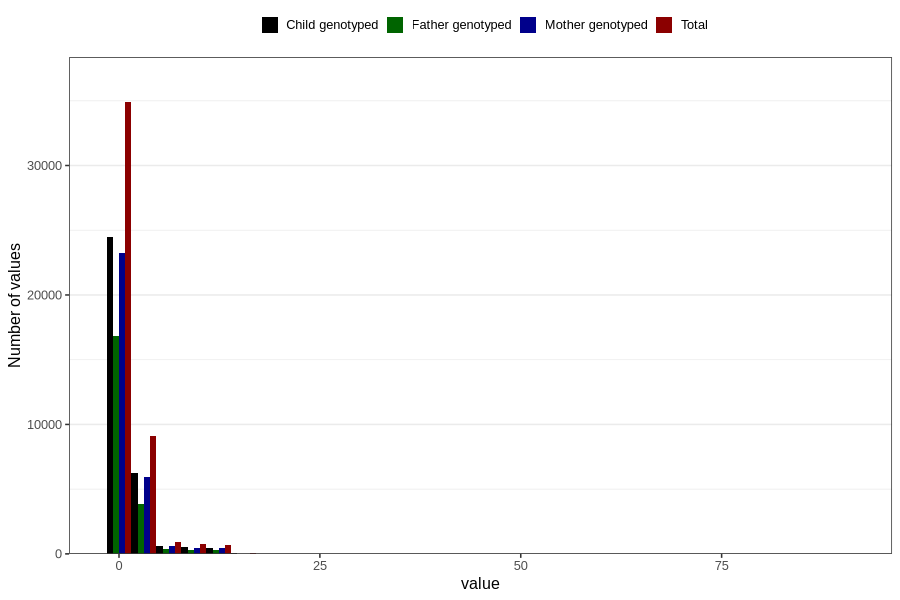 Child genotyped Father genotyped Mother genotyped Total
Number of values
30000
20000
10000
0
0 25 50 75
value